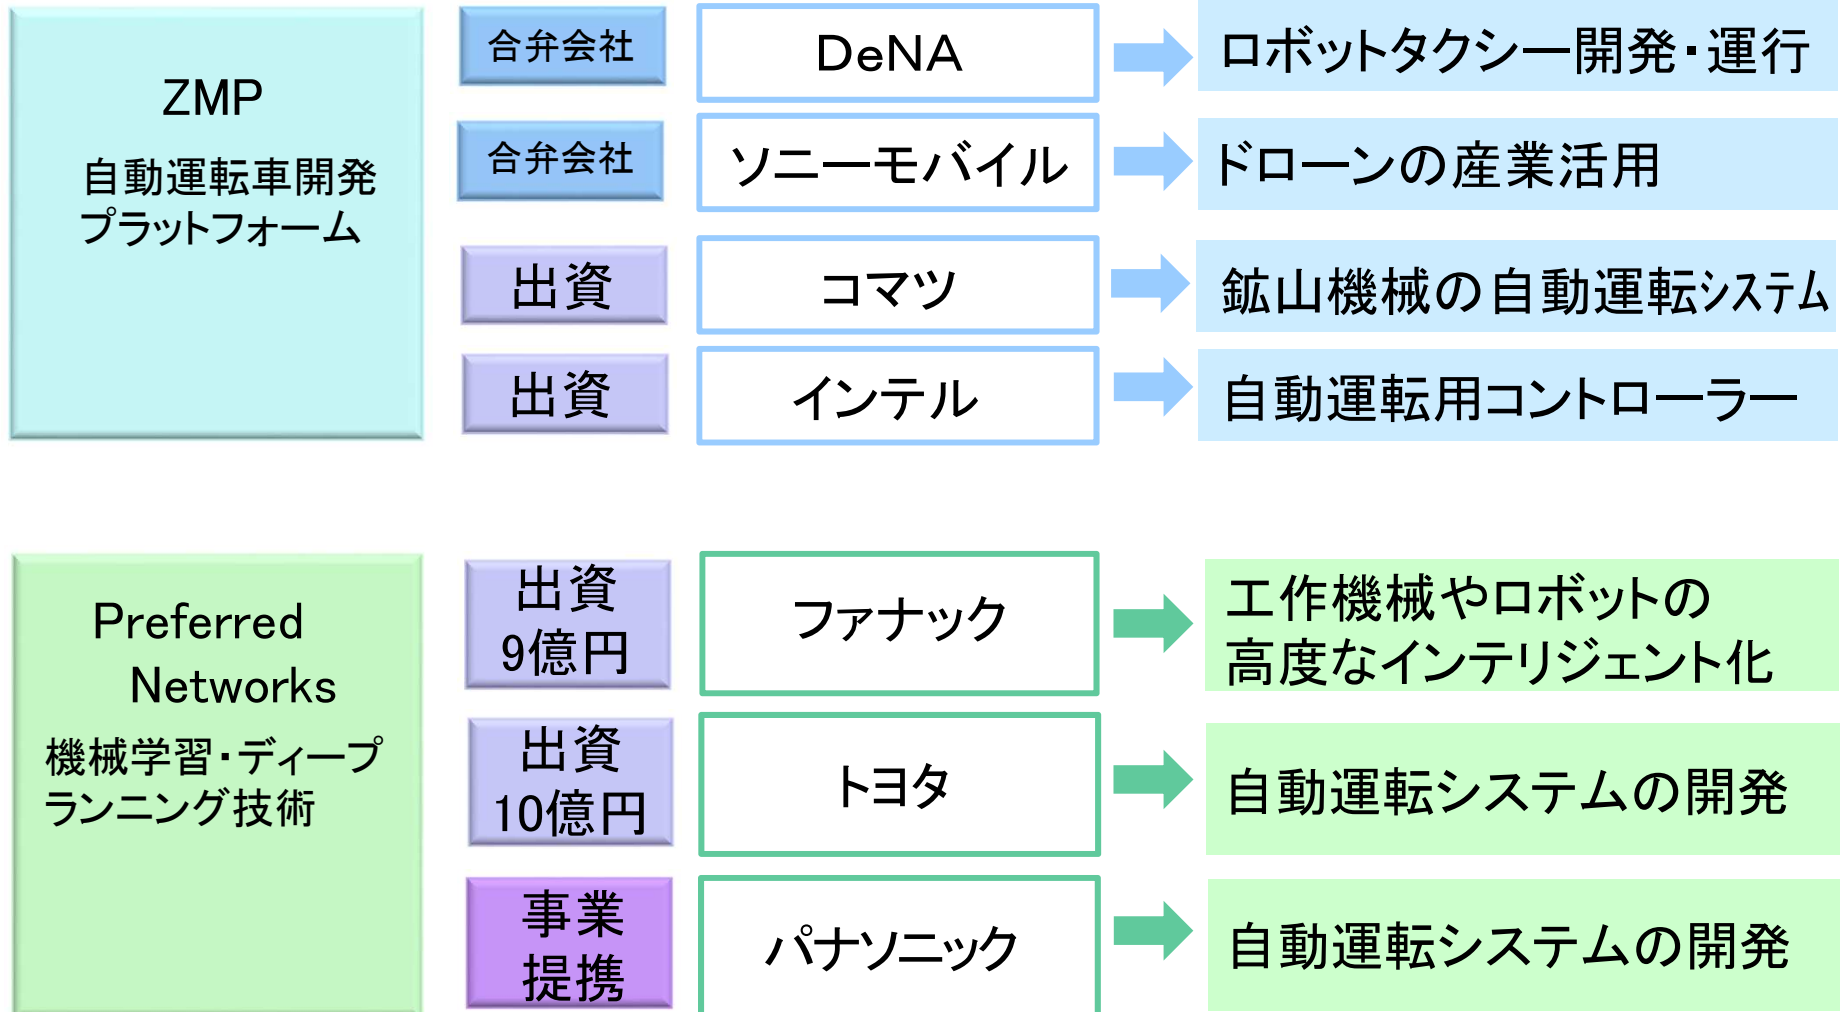 ZMP
自動運転車開発
プラットフォーム
合弁会社
DeNA
ロボットタクシー開発・運行
合弁会社
ソニーモバイル
ドローンの産業活用
出資
コマツ
鉱山機械の自動運転システム
出資
インテル
自動運転用コントローラー
Preferred
Networks
機械学習・ディープ
ランニング技術
出資
9億円
ファナック
工作機械やロボットの
高度なインテリジェント化
出資
10億円
トヨタ
自動運転システムの開発
事業
提携
パナソニック
自動運転システムの開発